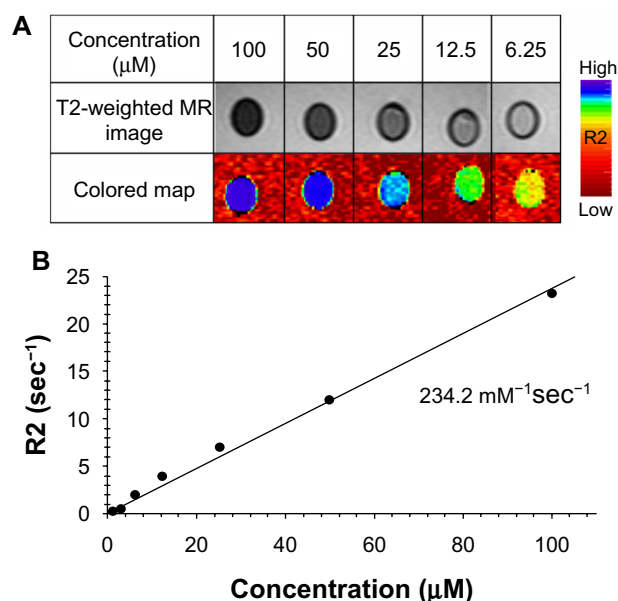 A
Concentration (μM) 100 50 25 12.5 6.25
T2-weighted MR image
Colored map
High
R2
Low
B
25
20
15
10
5
0
R2 (sec⁻¹)
234.2 mM⁻¹sec⁻¹
0 20 40 60 80 100
Concentration (μM)